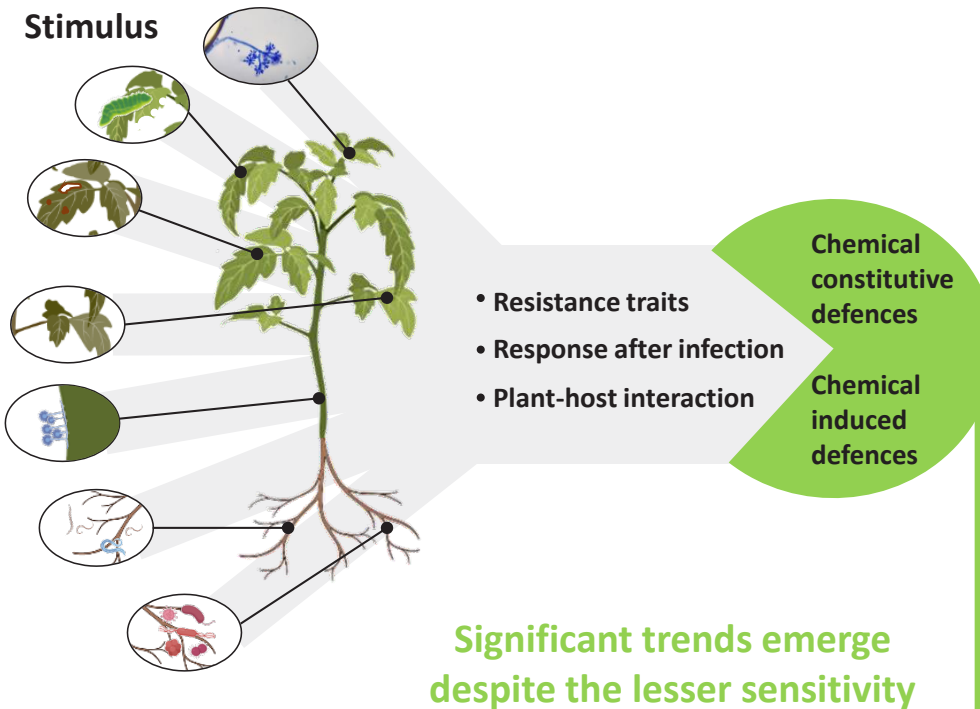 Stimulus
• Resistance traits
• Response after infection
• Plant-host interaction
Chemical
constitutive
defences
Chemical
induced
defences
Significant trends emerge
despite the lesser sensitivity